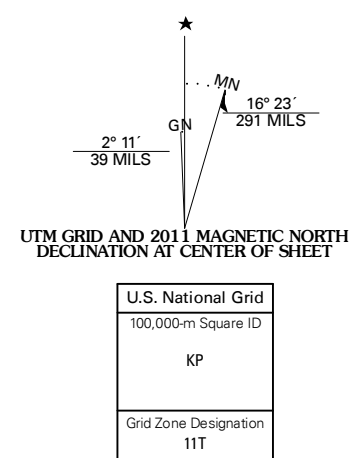 ★
MN
GN
16° 23´
291 MILS
2° 11´
39 MILS
UTM GRID AND 2011 MAGNETIC NORTH
DECLINATION AT CENTER OF SHEET
U.S. National Grid
100,000-m Square ID
KP
Grid Zone Designation
11T